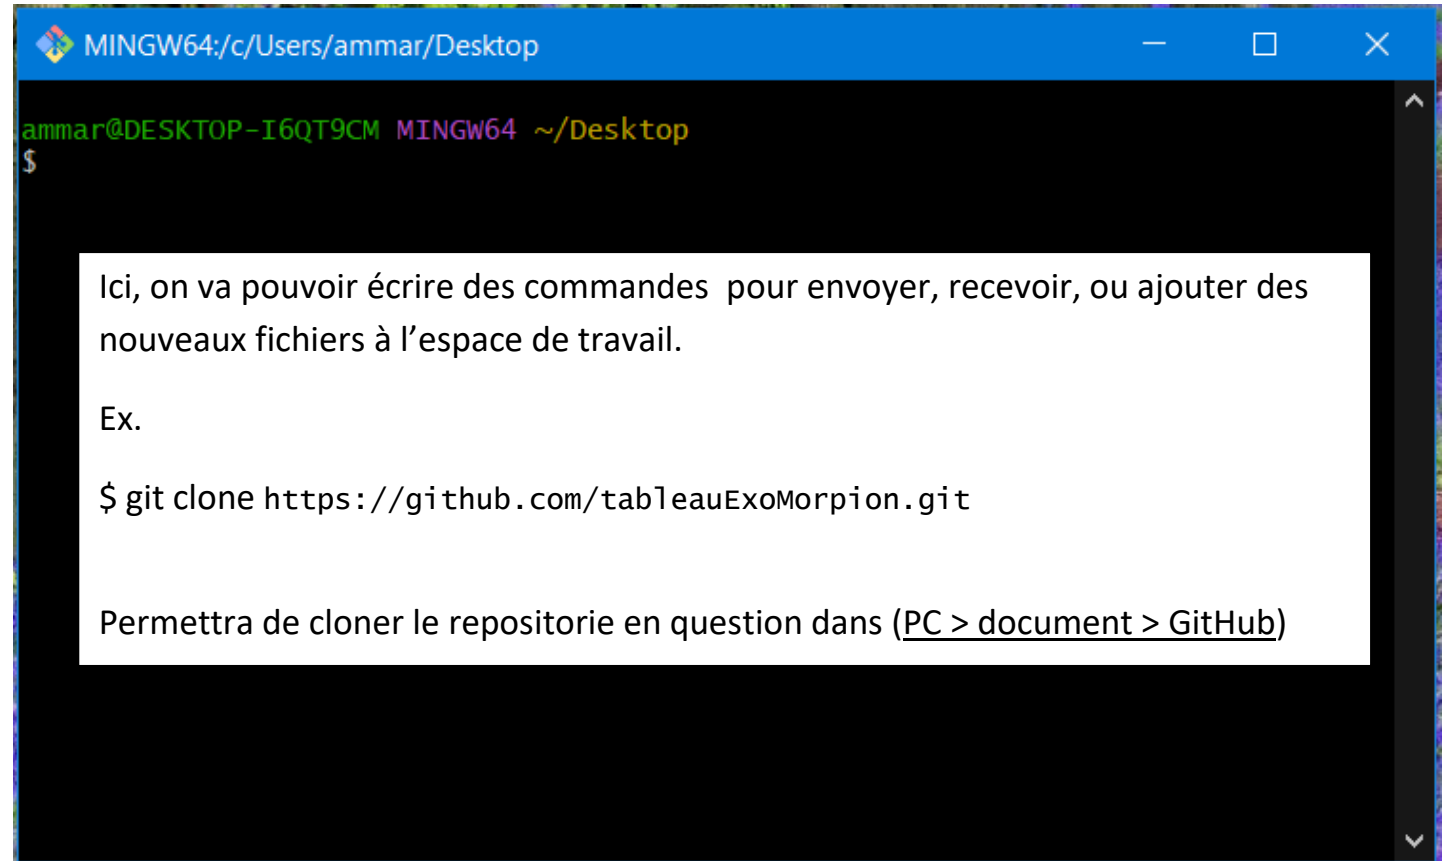 MINGW64:/c/Users/ammar/Desktop
ammar@DESKTOP-I6QT9CM MINGW64 ~/Desktop
$
Ici, on va pouvoir écrire des commandes  pour envoyer, recevoir, ou ajouter des
nouveaux fichiers à l’espace de travail.
Ex.
$ git clone https://github.com/tableauExoMorpion.git
Permettra de cloner le repositorie en question dans (PC > document > GitHub)